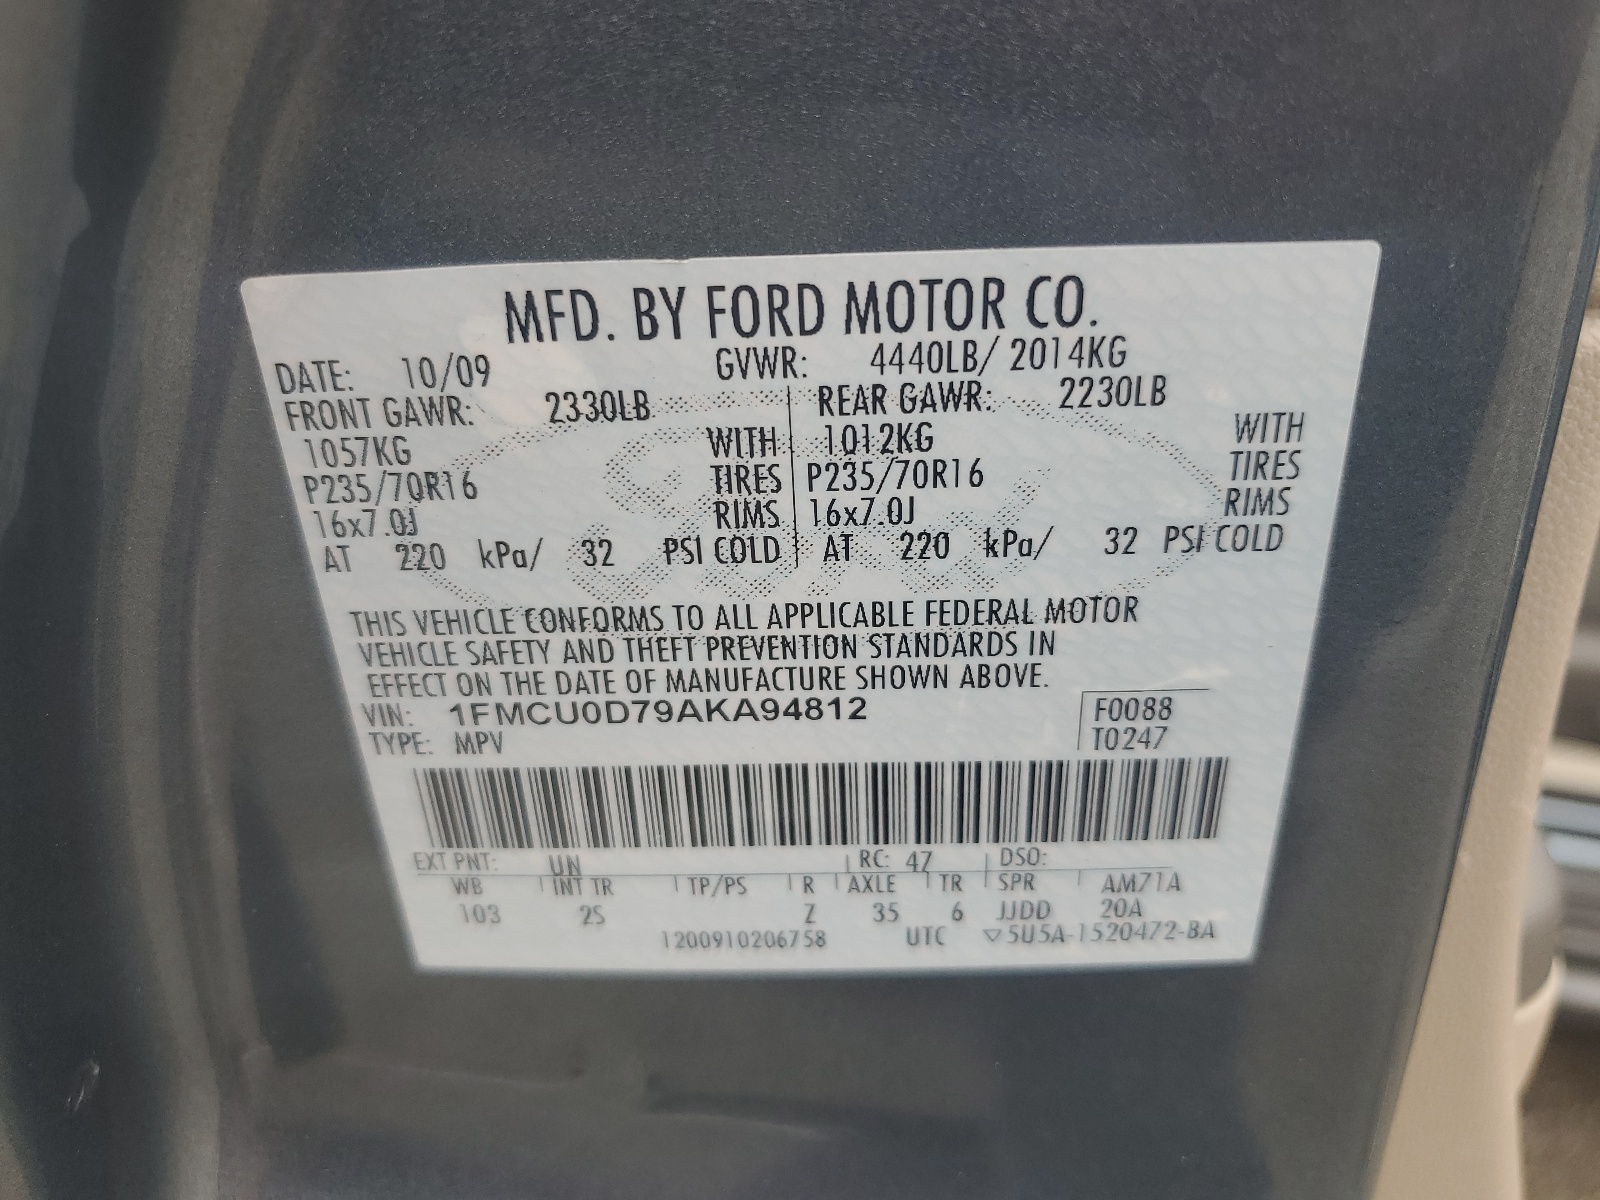 MFD. BY FORD MOTOR CO.
DATE: 10/09 GVWR: 4440LB/ 2014KG
FRONT GAWR: 2330LB REAR GAWR: 2230LB
1057KG WITH 1012KG WITH
P235/70R16 TIRES P235/70R16 TIRES
16x7.0J RIMS 16x7.0J RIMS
AT 220 kPa/ 32 PSI COLD AT 220 kPa/ 32 PSI COLD
THIS VEHICLE CONFORMS TO ALL APPLICABLE FEDERAL MOTOR
VEHICLE SAFETY AND THEFT PREVENTION STANDARDS IN
EFFECT ON THE DATE OF MANUFACTURE SHOWN ABOVE.
VIN: 1FMCU0D79AKA94812 F0088
TYPE: MPV T0247
EXT PNT: UN RC: 47 DSO:
WB INT TR TP/PS R AXLE TR SPR AM71A
103 2S Z 35 6 JJDD 20A
1200910206758 UTC ▽5U5A-1520472-BA